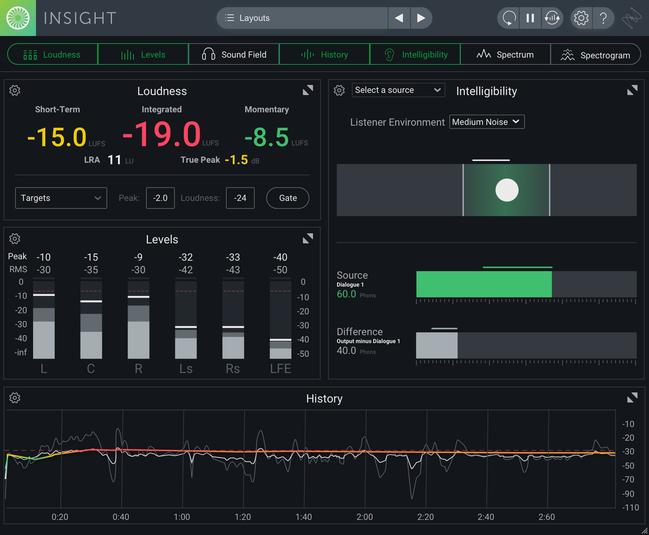 INSIGHT
Layouts
?
Loudness
Levels
Sound Field
History
Intelligibility
Spectrum
Spectrogram
Loudness
Short-Term
Integrated
Momentary
-15.0 LUFS
-19.0 LUFS
-8.5 LUFS
LRA 11 LU
True Peak -1.5 dB
Targets
Peak: -2.0
Loudness: -24
Gate
Select a source
Intelligibility
Listener Environment Medium Noise
Source
Dialogue 1
60.0 Phons
Difference
Output minus Dialogue 1
40.0 Phons
Levels
Peak -10 -15 -9 -32 -33 -40
RMS -30 -35 -30 -42 -43 -50
0 0
-10 -10
-20 -20
-30 -30
-40 -40
-inf -50
L C R Ls Rs LFE
History
-10
-20
-30
-50
-70
-90
-110
0:20 0:40 1:00 1:20 1:40 2:00 2:20 2:40 2:60